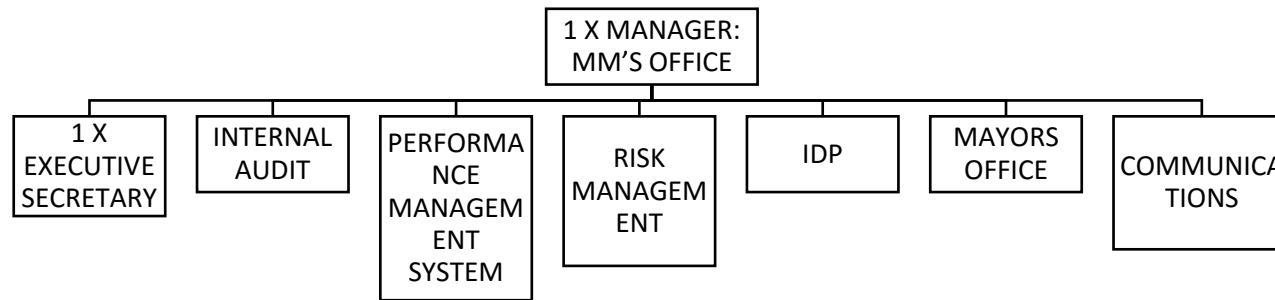 1 X MANAGER:
MM'S OFFICE
1 X
EXECUTIVE
SECRETARY
INTERNAL
AUDIT
PERFORMA
NCE
MANAGEM
ENT
SYSTEM
RISK
MANAGEM
ENT
IDP
MAYORS
OFFICE
COMMUNICA
TIONS